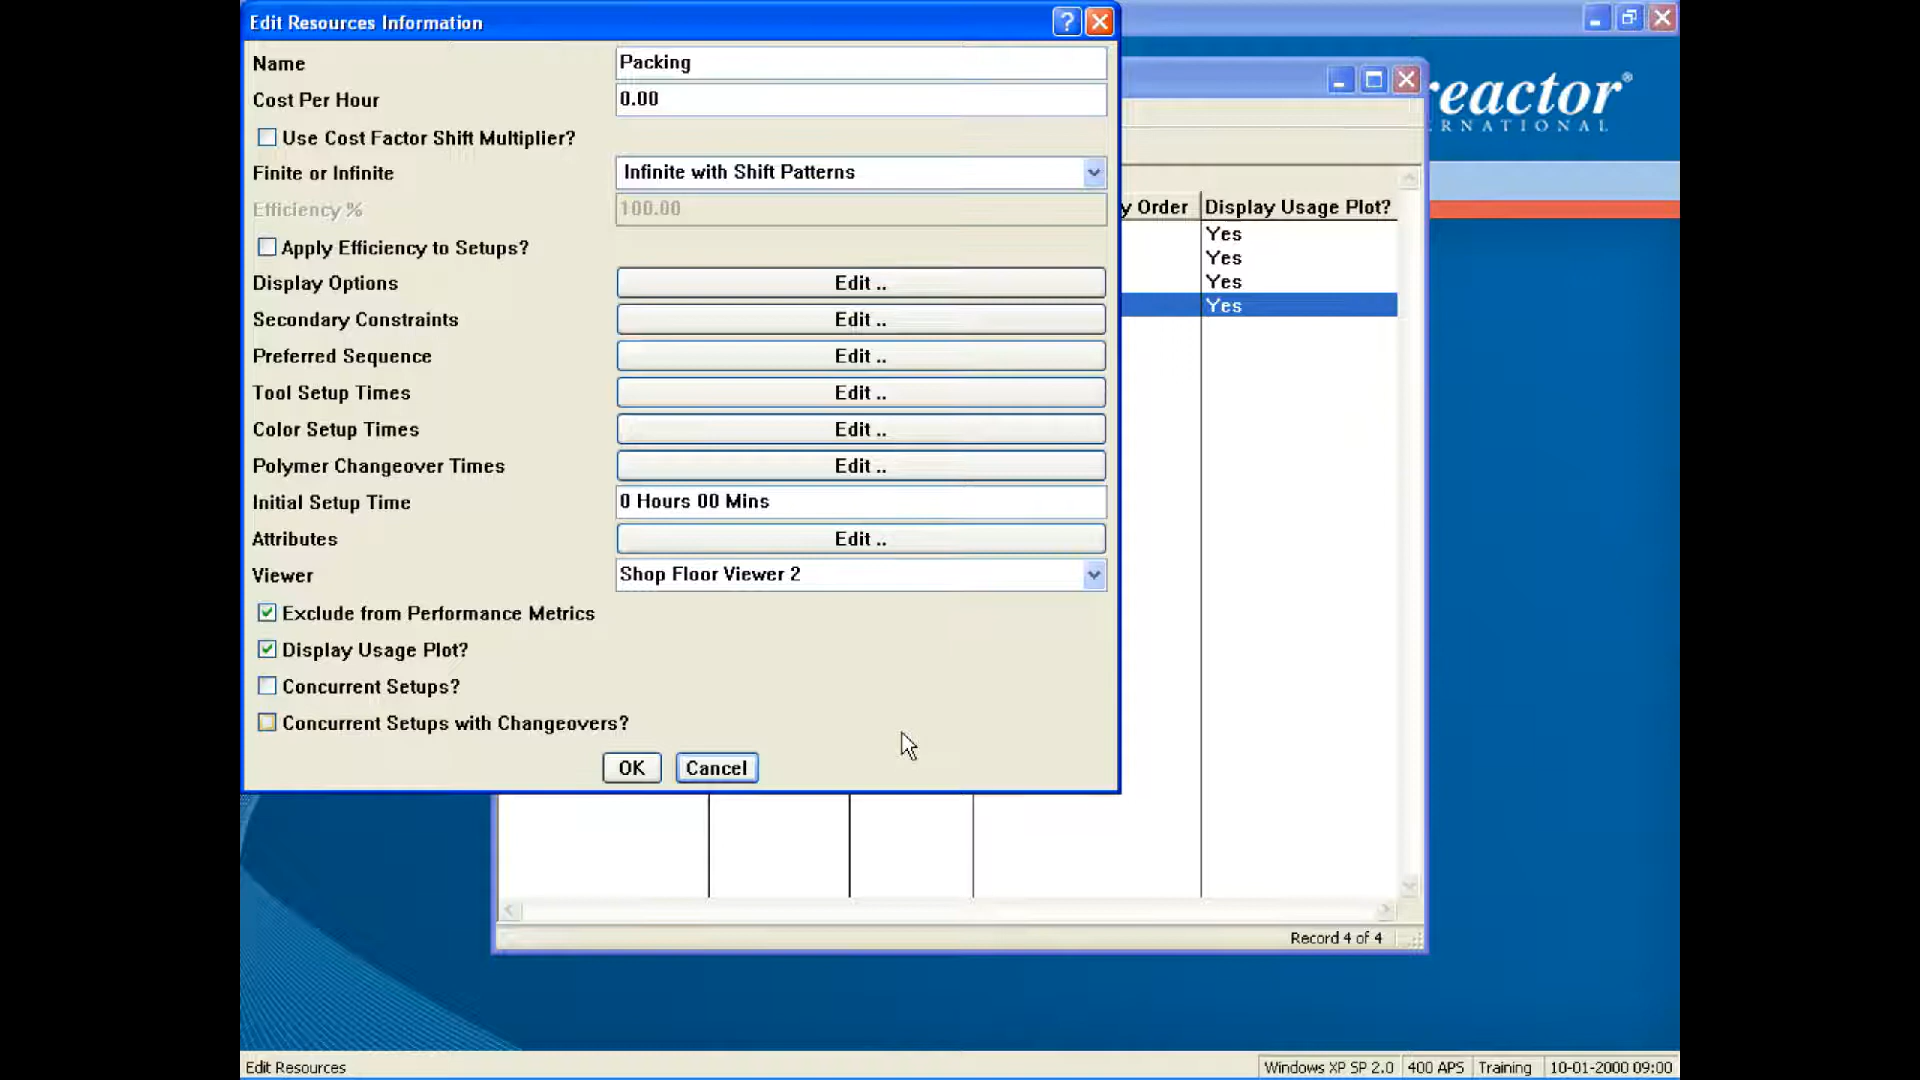 Edit Resources Information
Name
Packing
Cost Per Hour
0.00
Use Cost Factor Shift Multiplier?
Finite or Infinite
Infinite with Shift Patterns
Efficiency %
100.00
Apply Efficiency to Setups?
Display Options
Edit ..
Secondary Constraints
Edit ..
Preferred Sequence
Edit ..
Tool Setup Times
Edit ..
Color Setup Times
Edit ..
Polymer Changeover Times
Edit ..
Initial Setup Time
0 Hours 00 Mins
Attributes
Edit ..
Viewer
Shop Floor Viewer 2
Exclude from Performance Metrics
Display Usage Plot?
Concurrent Setups?
Concurrent Setups with Changeovers?
OK
Cancel
reactor®
ERNATIONAL
y Order
Display Usage Plot?
Yes
Yes
Yes
Yes
Record 4 of 4
Edit Resources
Windows XP SP 2.0
400 APS
Training
10-01-2000 09:00